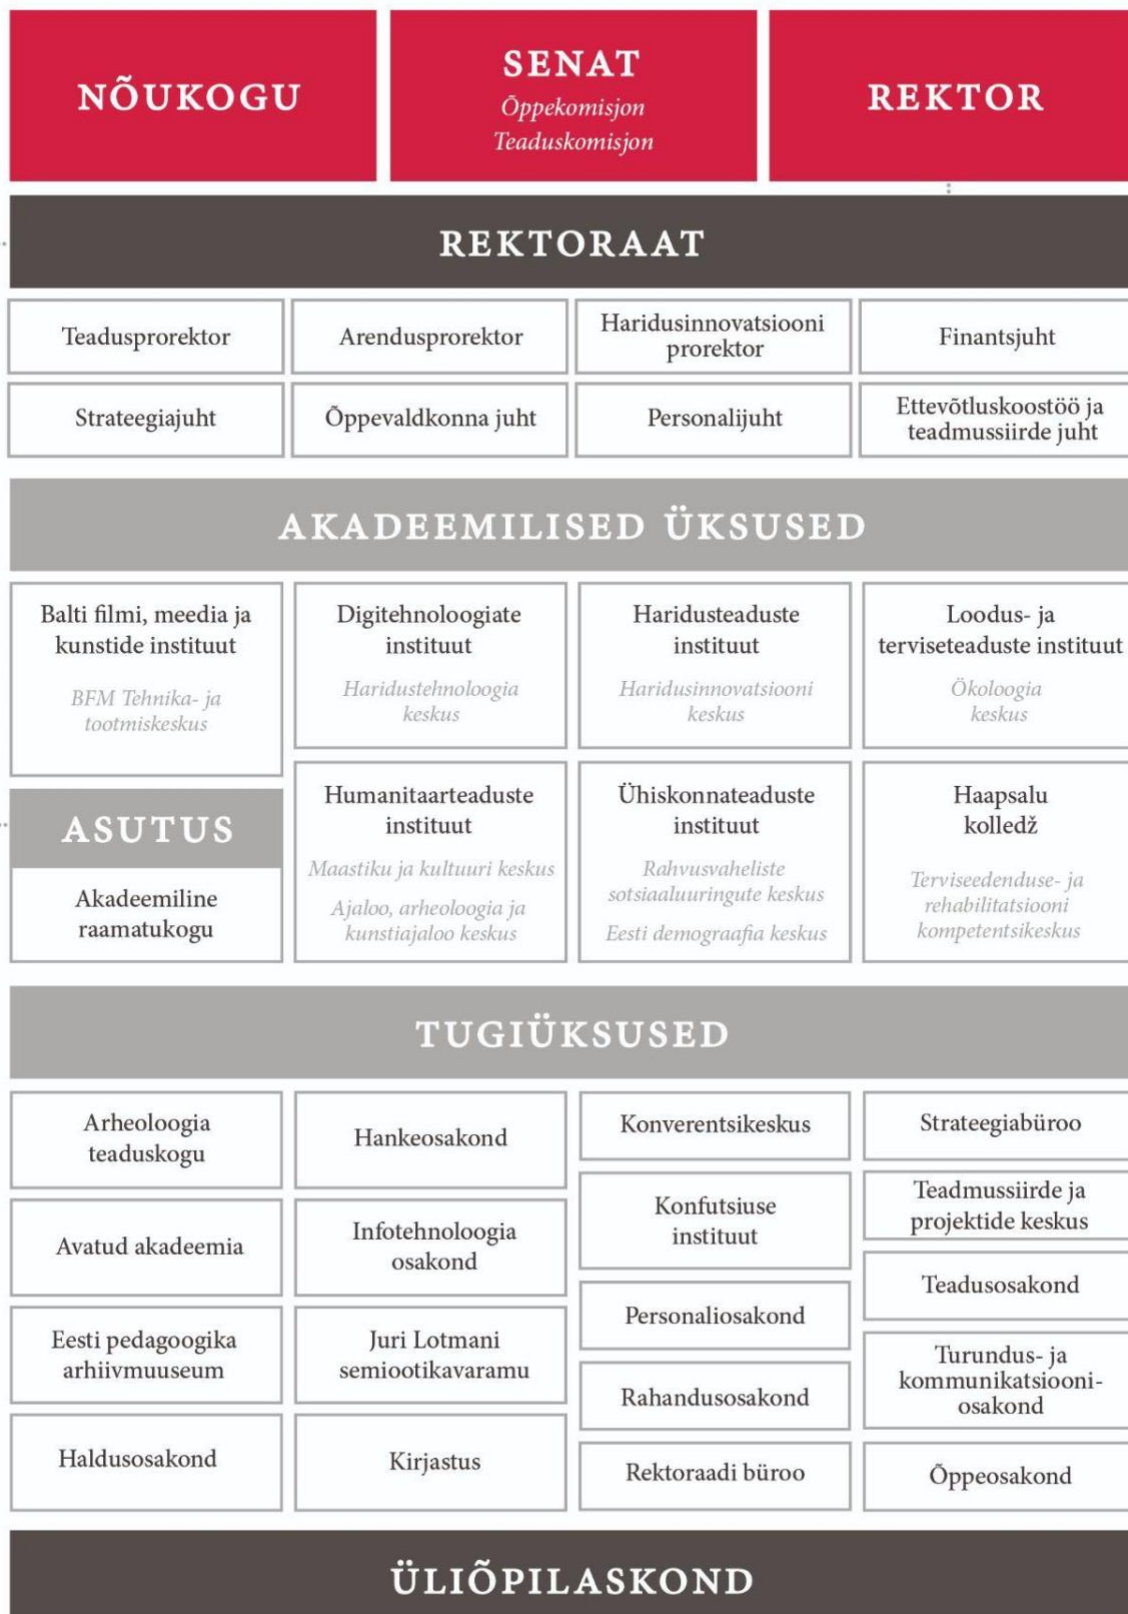 NÕUKOGU
SENAT
Õppekomisjon
Teaduskomisjon
REKTOR
REKTORAAT
Teadusprorektor
Arendusprorektor
Haridusinnovatsiooni
prorektor
Finantsjuht
Strateegiajuht
Õppevaldkonna juht
Personalijuht
Ettevõtluskoostöö ja
teadmussiirde juht
AKADEEMILISED ÜKSUSED
Balti filmi, meedia ja
kunstide instituut
BFM Tehnika- ja
tootmiskeskus
Digitehnoloogiate
instituut
Haridustehnoloogia
keskus
Haridusteaduste
instituut
Haridusinnovatsiooni
keskus
Loodus- ja
terviseteaduste instituut
Ökoloogia
keskus
ASUTUS
Akadeemiline
raamatukogu
Humanitaarteaduste
instituut
Maastiku ja kultuuri keskus
Ajaloo, arheoloogia ja
kunstiajaloo keskus
Ühiskonnateaduste
instituut
Rahvusvaheliste
sotsiaaluuringute keskus
Eesti demograafia keskus
Haapsalu
kolledž
Terviseedenduse- ja
rehabilitatsiooni
kompetentsikeskus
TUGIÜKSUSED
Arheoloogia
teaduskogu
Avatud akadeemia
Eesti pedagoogika
arhiivmuuseum
Haldusosakond
Hankeosakond
Infotehnoloogia
osakond
Juri Lotmani
semiootikavaramu
Kirjastus
Konverentsikeskus
Konfutsiuse
instituut
Personaliosakond
Rahandusosakond
Rektoraadi büroo
Strateegiabüroo
Teadmussiirde ja
projektide keskus
Teadusosakond
Turundus- ja
kommunikatsiooni-
osakond
Õppeosakond
ÜLIÕPILASKOND